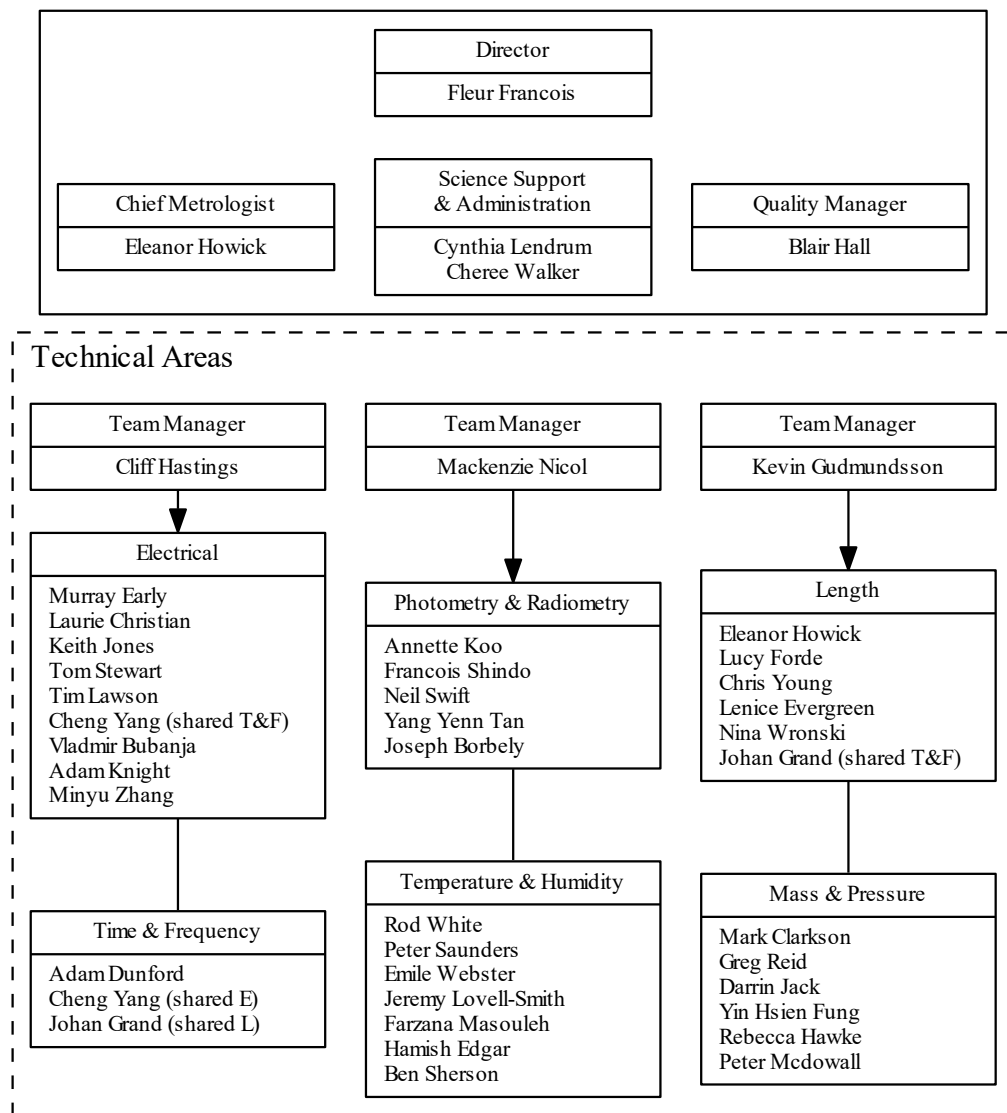 Director
Fleur Francois
Chief Metrologist
Eleanor Howick
Science Support
& Administration
Cynthia Lendrum
Cheree Walker
Quality Manager
Blair Hall
Technical Areas
Team Manager
Cliff Hastings
Electrical
Murray Early
Laurie Christian
Keith Jones
Tom Stewart
Tim Lawson
Cheng Yang (shared T&F)
Vladmir Bubanja
Adam Knight
Minyu Zhang
Time & Frequency
Adam Dunford
Cheng Yang (shared E)
Johan Grand (shared L)
Team Manager
Mackenzie Nicol
Photometry & Radiometry
Annette Koo
Francois Shindo
Neil Swift
Yang Yenn Tan
Joseph Borbely
Temperature & Humidity
Rod White
Peter Saunders
Emile Webster
Jeremy Lovell-Smith
Farzana Masouleh
Hamish Edgar
Ben Sherson
Team Manager
Kevin Gudmundsson
Length
Eleanor Howick
Lucy Forde
Chris Young
Lenice Evergreen
Nina Wronski
Johan Grand (shared T&F)
Mass & Pressure
Mark Clarkson
Greg Reid
Darrin Jack
Yin Hsien Fung
Rebecca Hawke
Peter Mcdowall